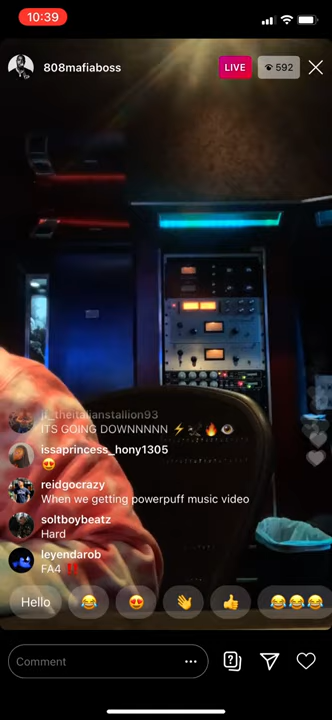 10:39
808mafiaboss
LIVE
592
_theitalianstallion93
ITS GOING DOWNNNNN ⚡🔌🔥👁
issaprincess_hony1305
😍
reidgocrazy
When we getting powerpuff music video
soltboybeatz
Hard
leyendarob
FA4 ‼️
Hello 😂 😍 👋 👍 😂😂😂
Comment